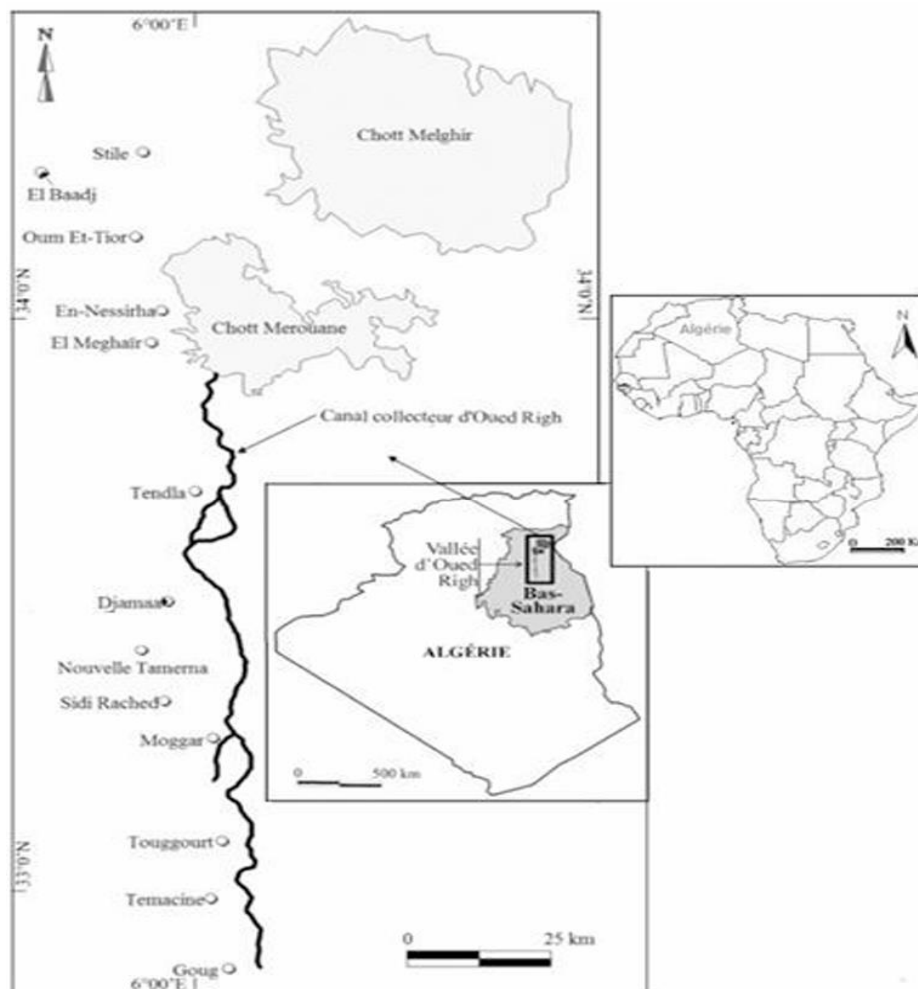 6°00'E
N
Chott Melghir
Stile
El Baadj
Oum Et-Tior
34°0'N
34°0'N
En-Nessirha
Chott Merouane
El Meghaïr
N
Algérie
Canal collecteur d'Oued Righ
Tendla
Vallée
d'Oued
Righ
Bas-
Sahara
0 200 K
Djamaa
ALGÉRIE
Nouvelle Tamerna
Sidi Rached
Moggar
0 500 km
Touggourt
33°0'N
Temacine
0 25 km
Goug
6°00'E